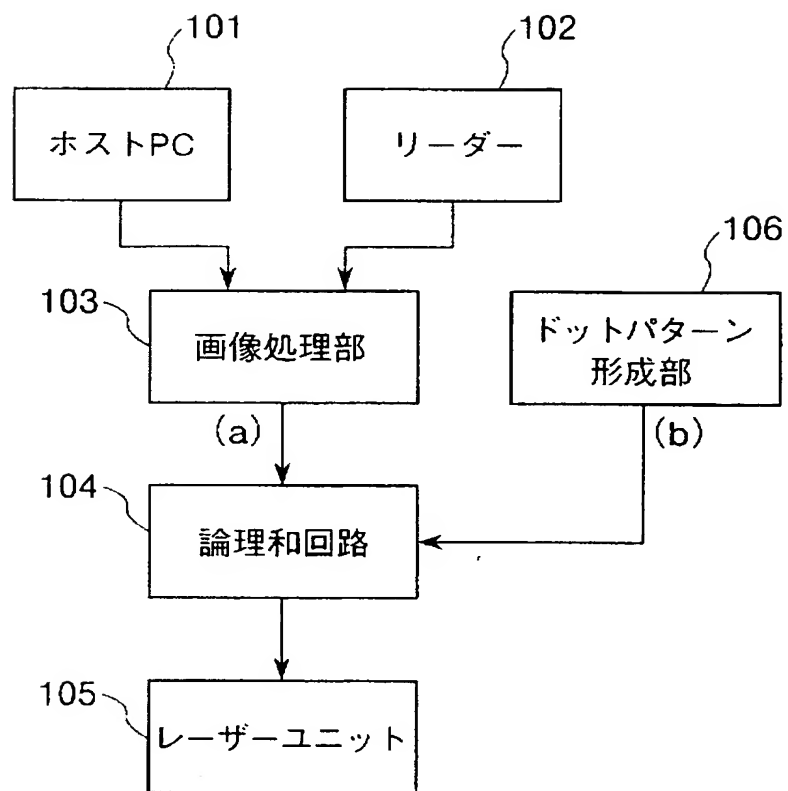 101
102
ホストPC
リーダー
106
103
画像処理部
ドットパターン
形成部
(a)
(b)
104
論理和回路
105
レーザーユニット